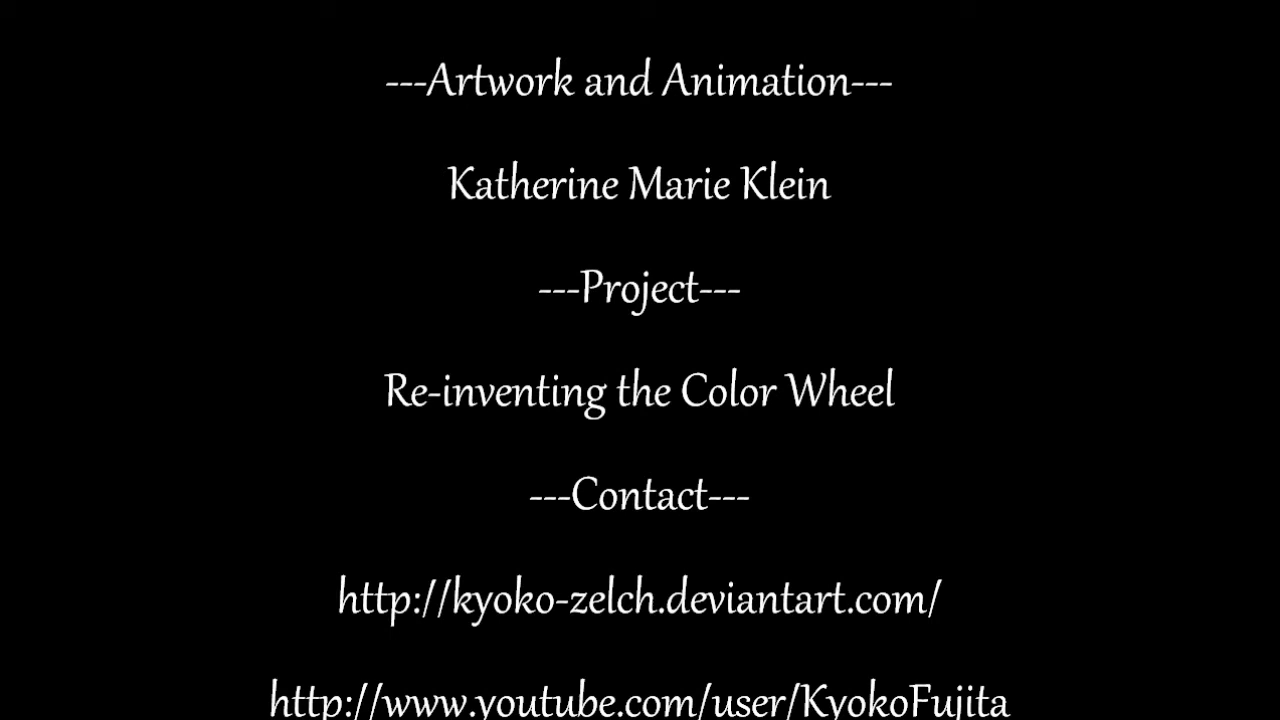 ---Artwork and Animation---
Katherine Marie Klein
---Project---
Re-inventing the Color Wheel
---Contact---
http://kyoko-zelch.deviantart.com/
http://www.youtube.com/user/KyokoFujita